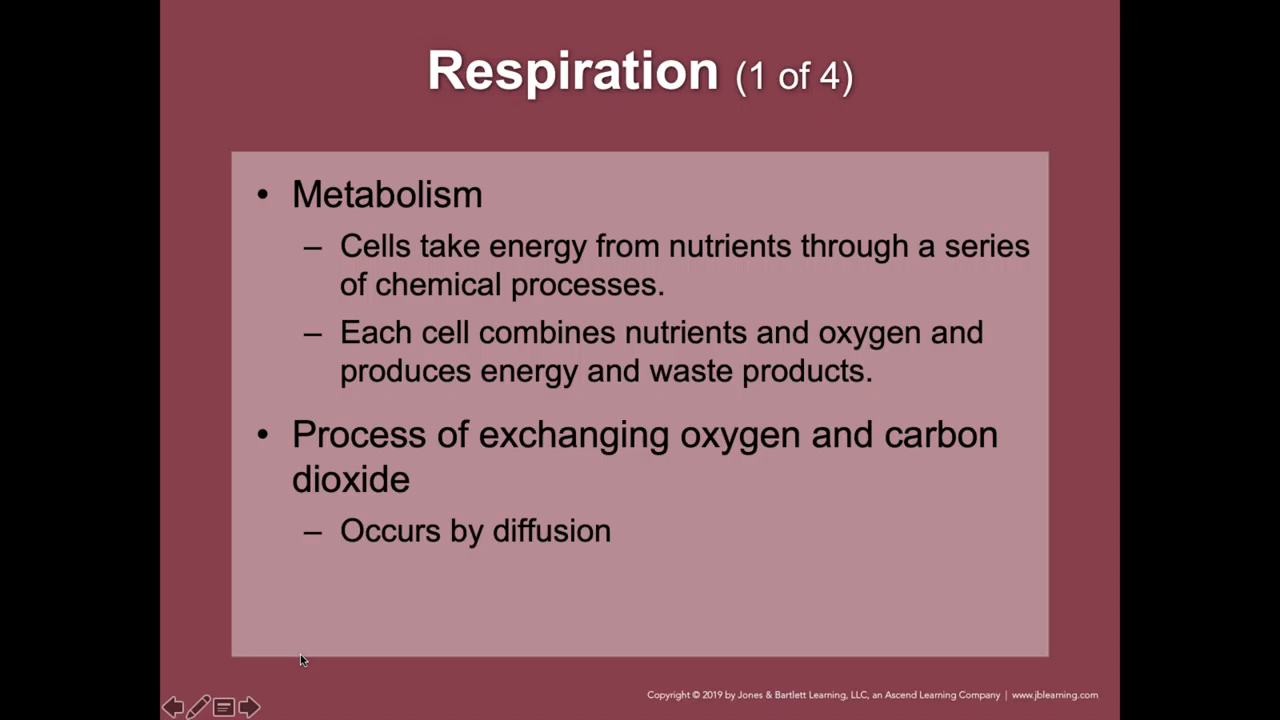 Respiration (1 of 4)
• Metabolism
– Cells take energy from nutrients through a series
of chemical processes.
– Each cell combines nutrients and oxygen and
produces energy and waste products.
• Process of exchanging oxygen and carbon
dioxide
– Occurs by diffusion
Copyright © 2019 by Jones & Bartlett Learning, LLC, an Ascend Learning Company | www.jblearning.com